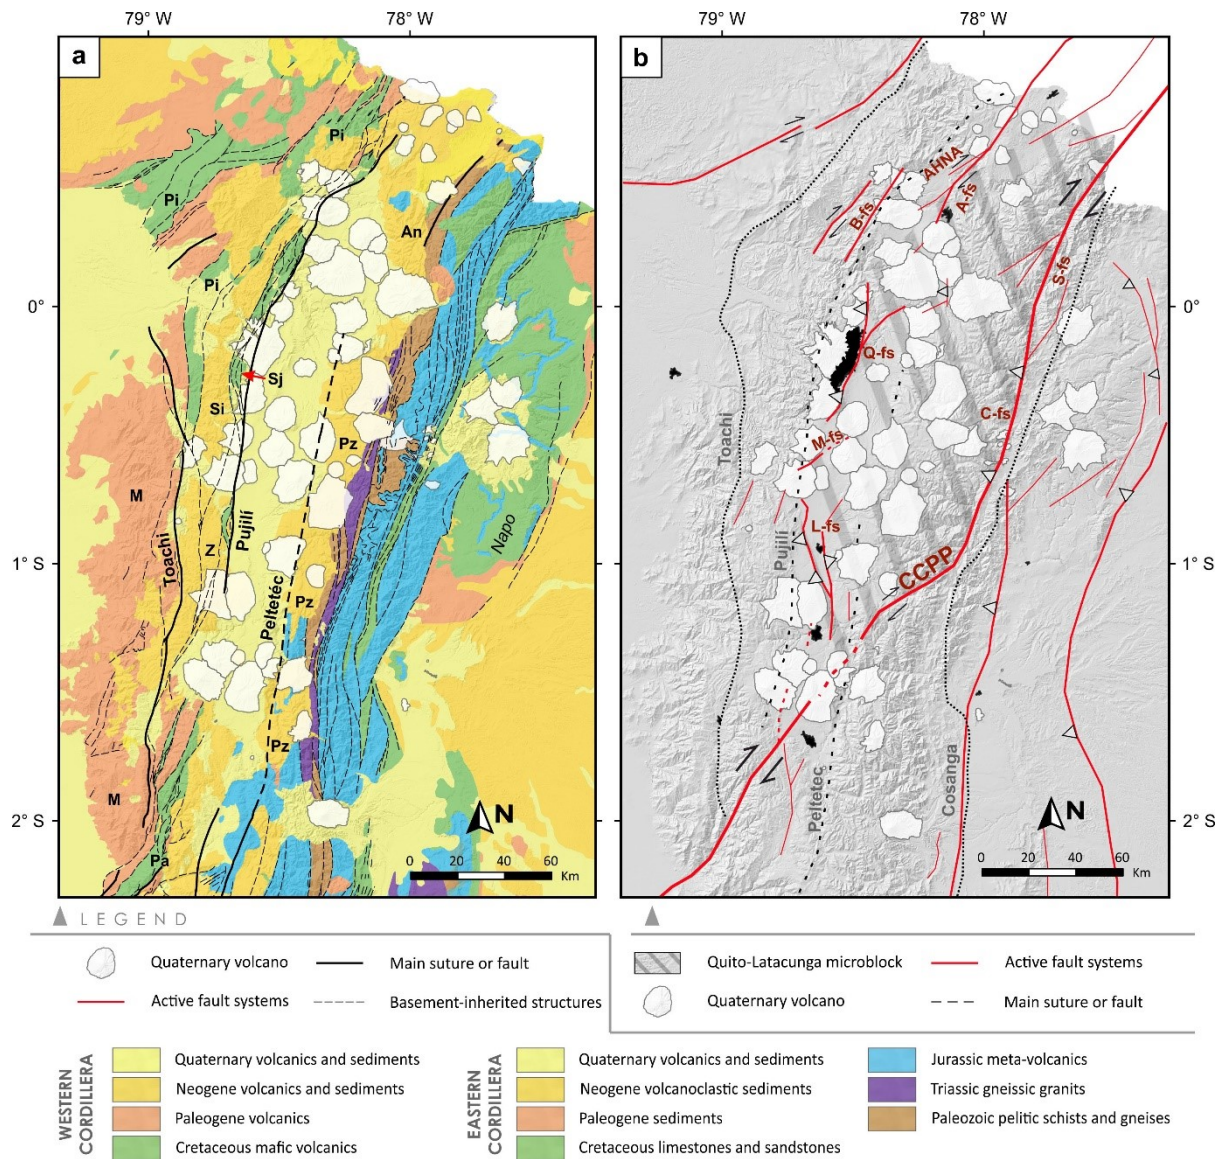 79° W
78° W
79° W
78° W
a
b
Pi
Pi
AHNA
B-fs
A-fs
An
Pi
S-fs
0°
0°
Q-fs
Sj
Si
Toachi
C-fs
M-fs
Pz
M
Napo
L-fs
Toachi
Z
Pujilí
Pujilí
1° S
CCPP
1° S
Peltetéc
Pz
Pz
Cosanga
M
N
N
2° S
2° S
Peltetec
Pa
0 20 40 60
Km
0 20 40 60
Km
LEGEND
Quaternary volcano
Main suture or fault
Active fault systems
Basement-inherited structures
Quito-Latacunga microblock
Active fault systems
Quaternary volcano
Main suture or fault
WESTERN
CORDILLERA
Quaternary volcanics and sediments
Neogene volcanics and sediments
Paleogene volcanics
Cretaceous mafic volcanics
EASTERN
CORDILLERA
Quaternary volcanics and sediments
Neogene volcanoclastic sediments
Paleogene sediments
Cretaceous limestones and sandstones
Jurassic meta-volcanics
Triassic gneissic granits
Paleozoic pelitic schists and gneises